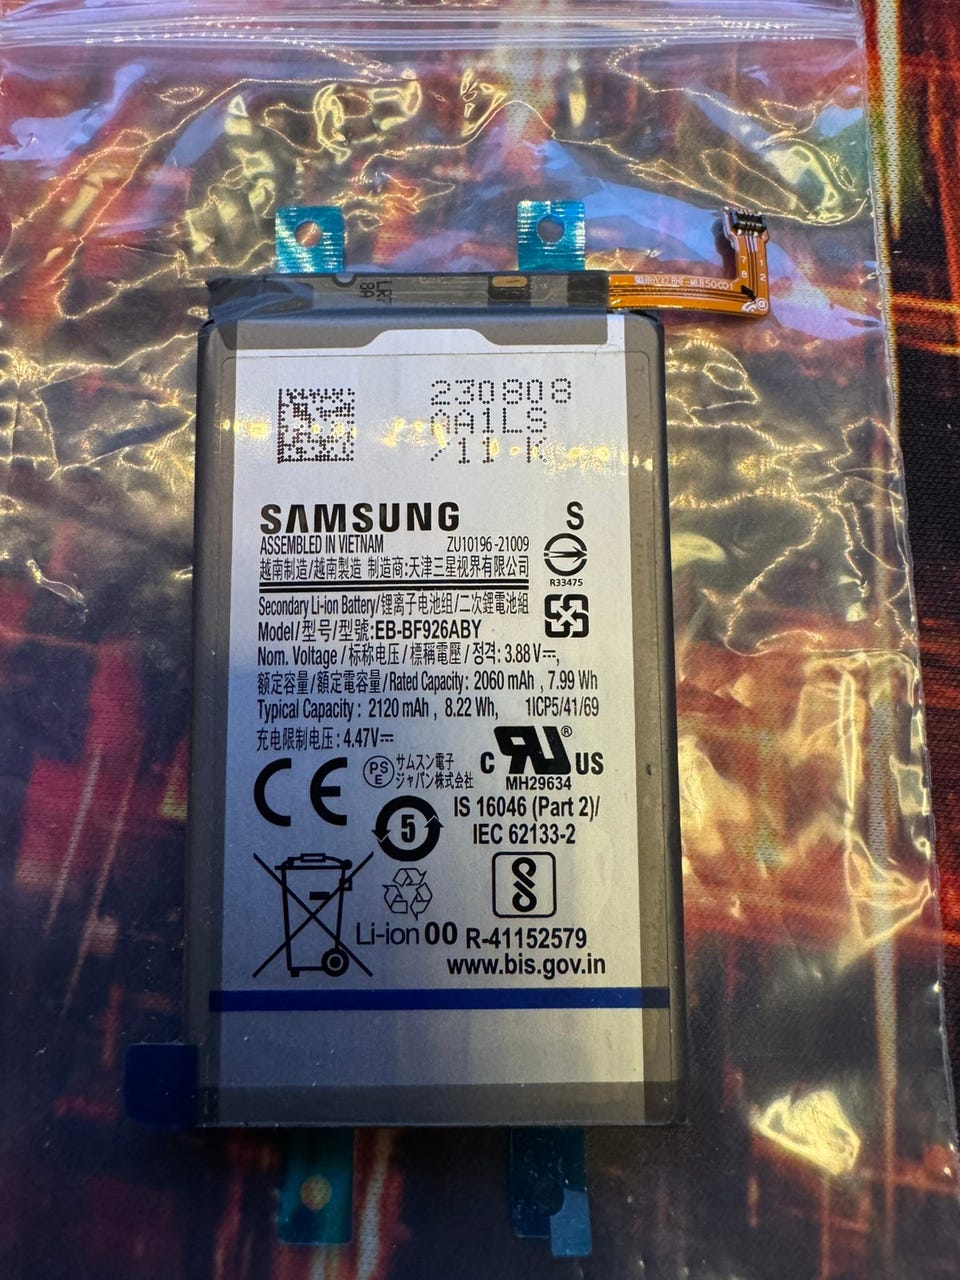 230808
AA1LS
/11 K
SAMSUNG
S
ASSEMBLED IN VIETNAM ZU10196-21009
越南制造/越南製造 制造商:天津三星视界有限公司
R33475
Secondary Li-ion Battery/锂离子电池组/二次鋰電池組
Model/型号/型號:EB-BF926ABY
Nom. Voltage/标称电压/標稱電壓/정격: 3.88 V⎓,
額定容量/額定電容量/Rated Capacity: 2060 mAh , 7.99 Wh
Typical Capacity : 2120 mAh , 8.22 Wh, 1ICP5/41/69
充电限制电压: 4.47V⎓
CE
PSE
サムスン電子
ジャパン株式会社
C RU® US
MH29634
5
IS 16046 (Part 2)/
IEC 62133-2
Li-ion 00
R-41152579
www.bis.gov.in